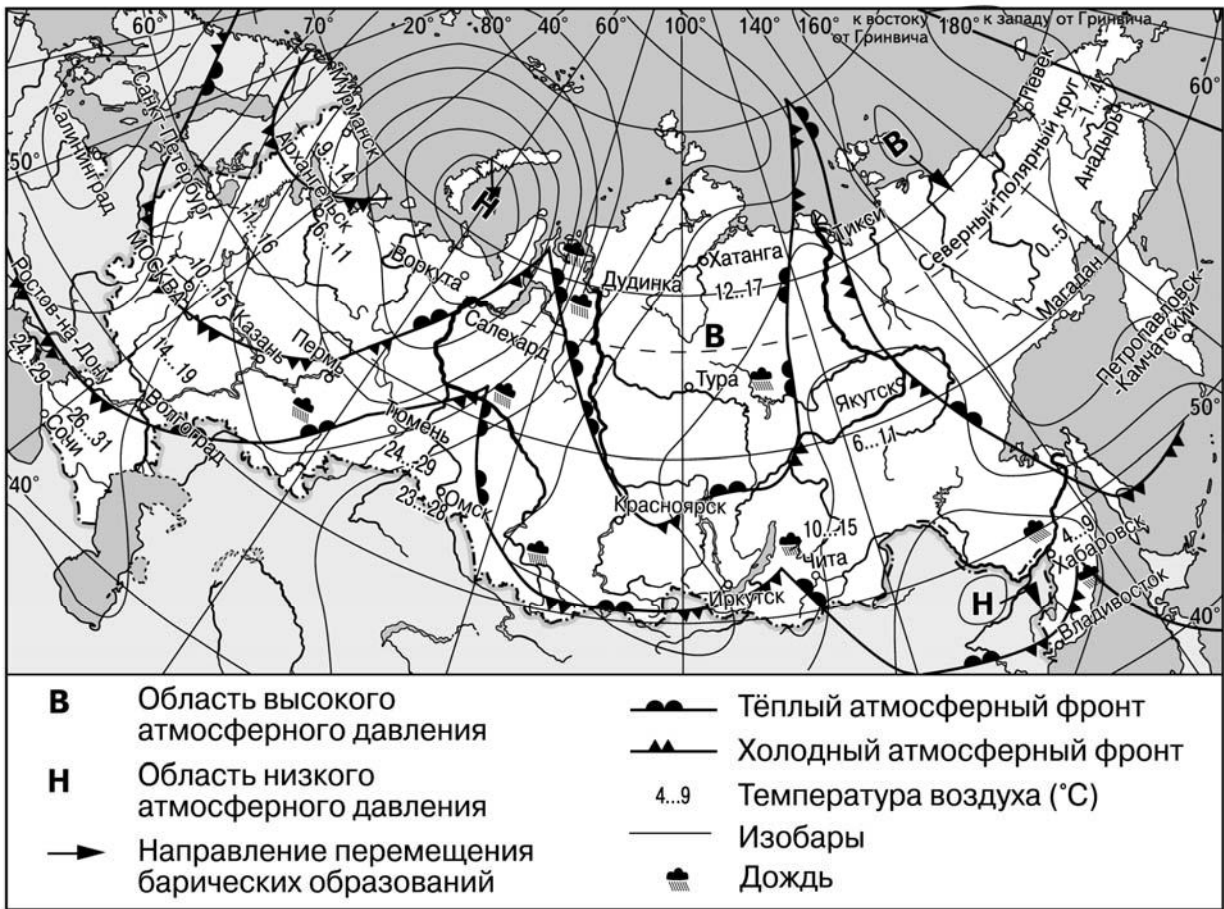 60° 70° 80° 20° 40° 60° 100° 140° 160° 180°
к востоку от Гринвича
к западу от Гринвича
60°
50°
40°
50°
40°
Калининград
Санкт-Петербург
Мурманск
9...14
Архангельск
6...11
11...16
МОСКВА
10...15
Воркута
Н
Казань
14...19
Пермь
Салехард
Ростов-на-Дону
24...29
26...31
Сочи
Волгоград
Тюмень
24...29
Омск
23...28
Дудинка
Хатанга
12...17
В
Тура
Красноярск
Иркутск
10...15
Чита
Якутск
6...11
Тикси
В
Северный полярный круг
Певек
–1...4
Анадырь
0...5
Магадан
Петропавловск-
-Камчатский
4...9
Хабаровск
Н
Владивосток
В Область высокого
атмосферного давления
Н Область низкого
атмосферного давления
Направление перемещения
барических образований
Тёплый атмосферный фронт
Холодный атмосферный фронт
4...9 Температура воздуха (°C)
Изобары
Дождь